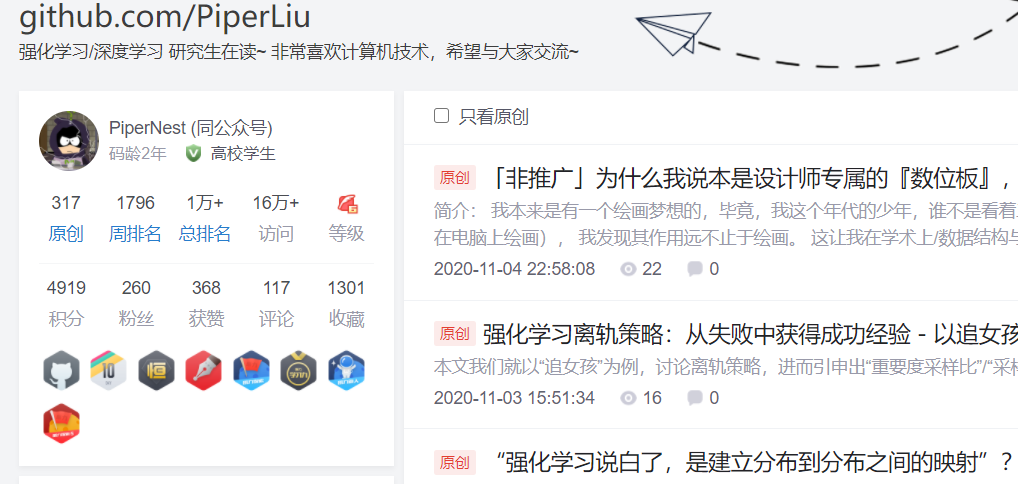 github.com/PiperLiu
强化学习/深度学习 研究生在读~ 非常喜欢计算机技术，希望与大家交流~
PiperNest (同公众号)
码龄2年 高校学生
317 1796 1万+ 16万+
原创 周排名 总排名 访问 等级
4919 260 368 117 1301
积分 粉丝 获赞 评论 收藏
10
只看原创
原创 「非推广」为什么我说本是设计师专属的『数位板』，
简介： 我本来是有一个绘画梦想的，毕竟，我这个年代的少年，谁不是看着
在电脑上绘画），我发现其作用远不止于绘画。 这让我在学术上/数据结构与
2020-11-04 22:58:08 22 0
原创 强化学习离轨策略：从失败中获得成功经验 - 以追女孩
本文我们就以“追女孩”为例，讨论离轨策略，进而引申出“重要度采样比”/“采样
2020-11-03 15:51:34 16 0
原创 “强化学习说白了，是建立分布到分布之间的映射”？